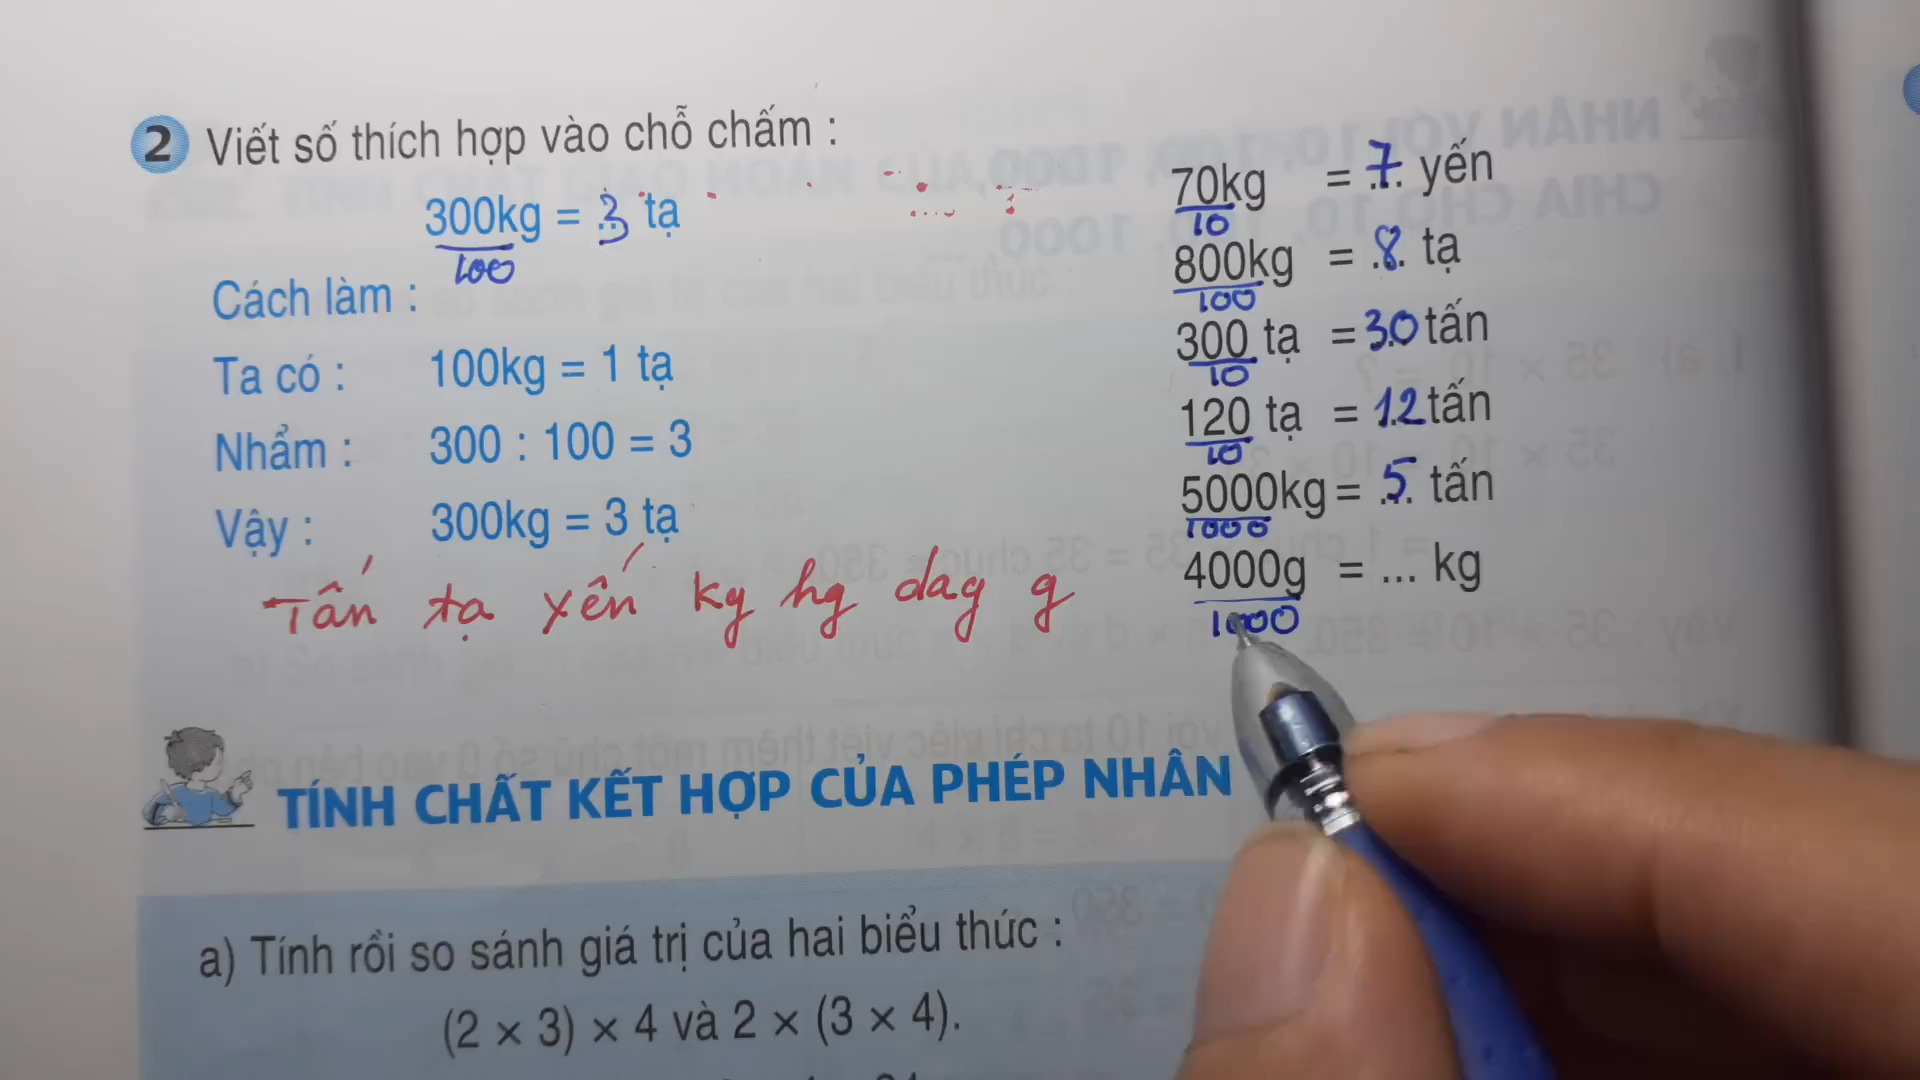 2 Viết số thích hợp vào chỗ chấm :
300kg = 3 tạ
100
Cách làm :
Ta có : 100kg = 1 tạ
Nhẩm : 300 : 100 = 3
Vậy : 300kg = 3 tạ
Tấn tạ yến kg hg dag g
70kg = 7 yến
10
800kg = 8 tạ
100
300 tạ = 30 tấn
10
120 tạ = 12 tấn
10
5000kg = 5 tấn
1000
4000g = ... kg
1000
TÍNH CHẤT KẾT HỢP CỦA PHÉP NHÂN
a) Tính rồi so sánh giá trị của hai biểu thức :
(2 × 3) × 4 và 2 × (3 × 4).